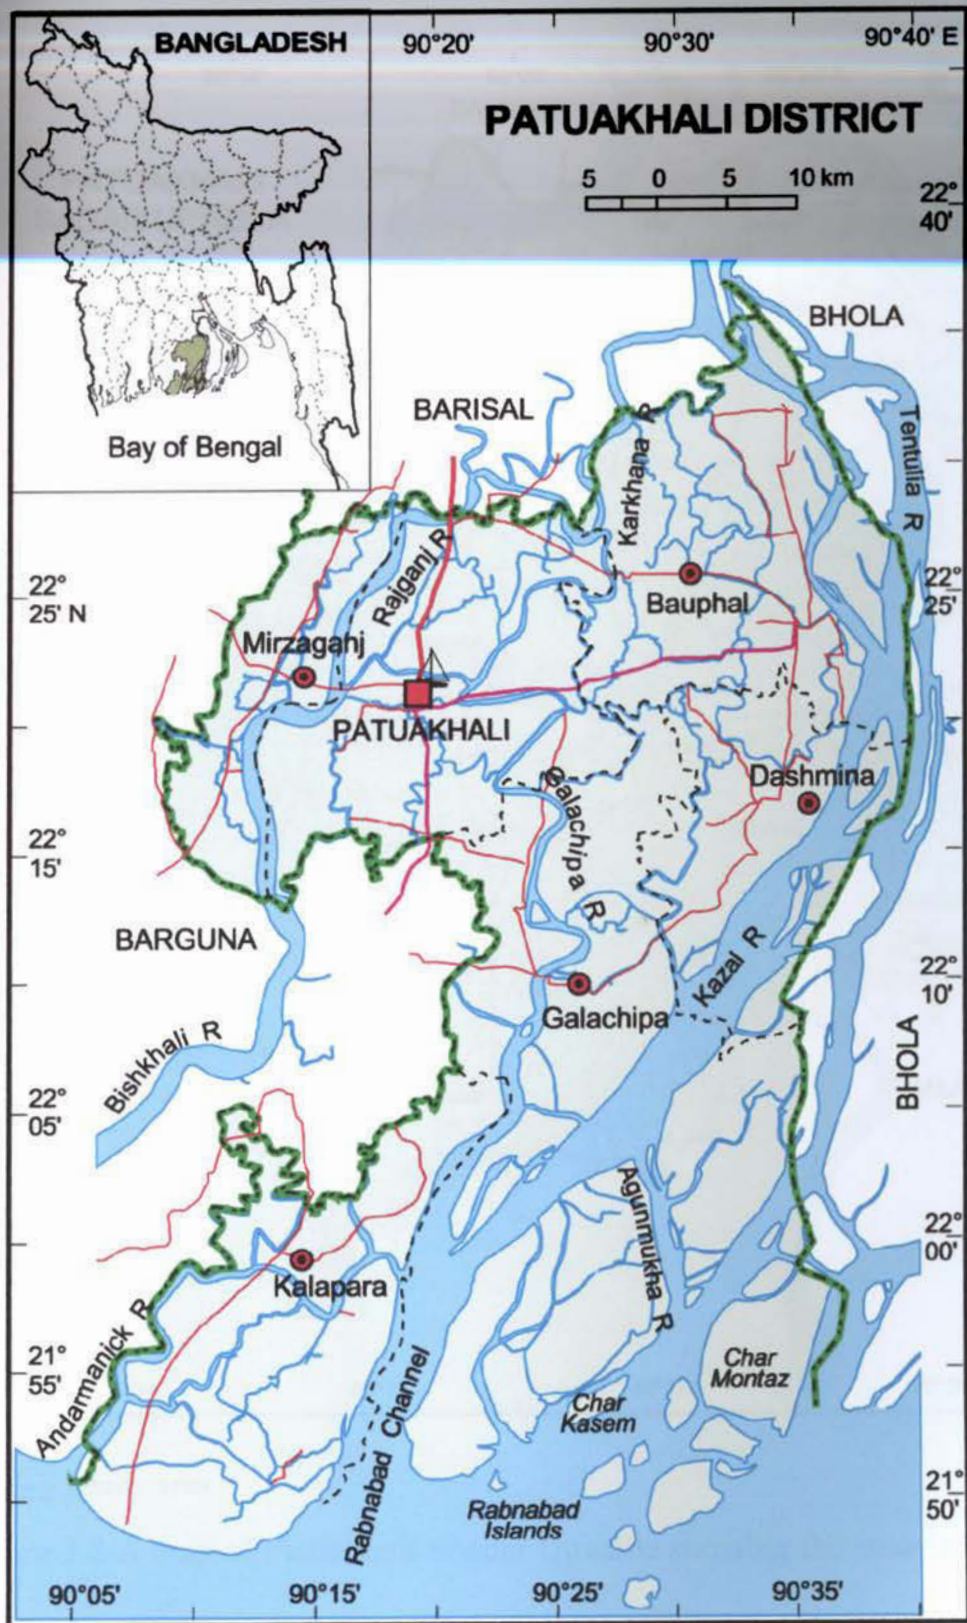 BANGLADESH
90°20'
90°30'
90°40' E
PATUAKHALI DISTRICT
5 0 5 10 km
22°
40'
BHOLA
BARISAL
Bay of Bengal
Karkhana R
Tentulia R
Rajganj R
22°
25' N
22°
25'
Bauphal
Mirzaganj
PATUAKHALI
Dashmina
Galachipa R
22°
15'
BARGUNA
Kazal R
22°
10'
Galachipa
Bishkhali R
BHOLA
22°
05'
Agunmukha R
22°
00'
Kalapara
Andarmanick R
21°
55'
Char
Montaz
Char
Kasem
Rabnabad Channel
Rabnabad
Islands
21°
50'
90°05'
90°15'
90°25'
90°35'